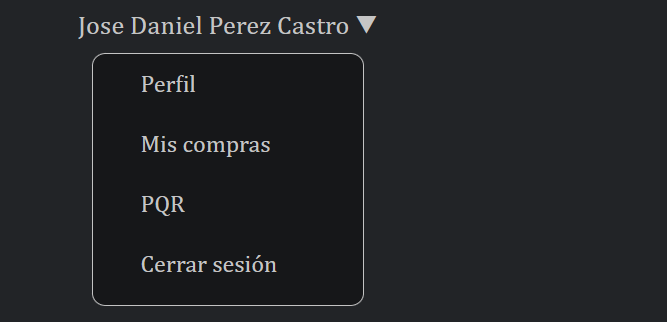 Jose Daniel Perez Castro ▼
Perfil
Mis compras
PQR
Cerrar sesión